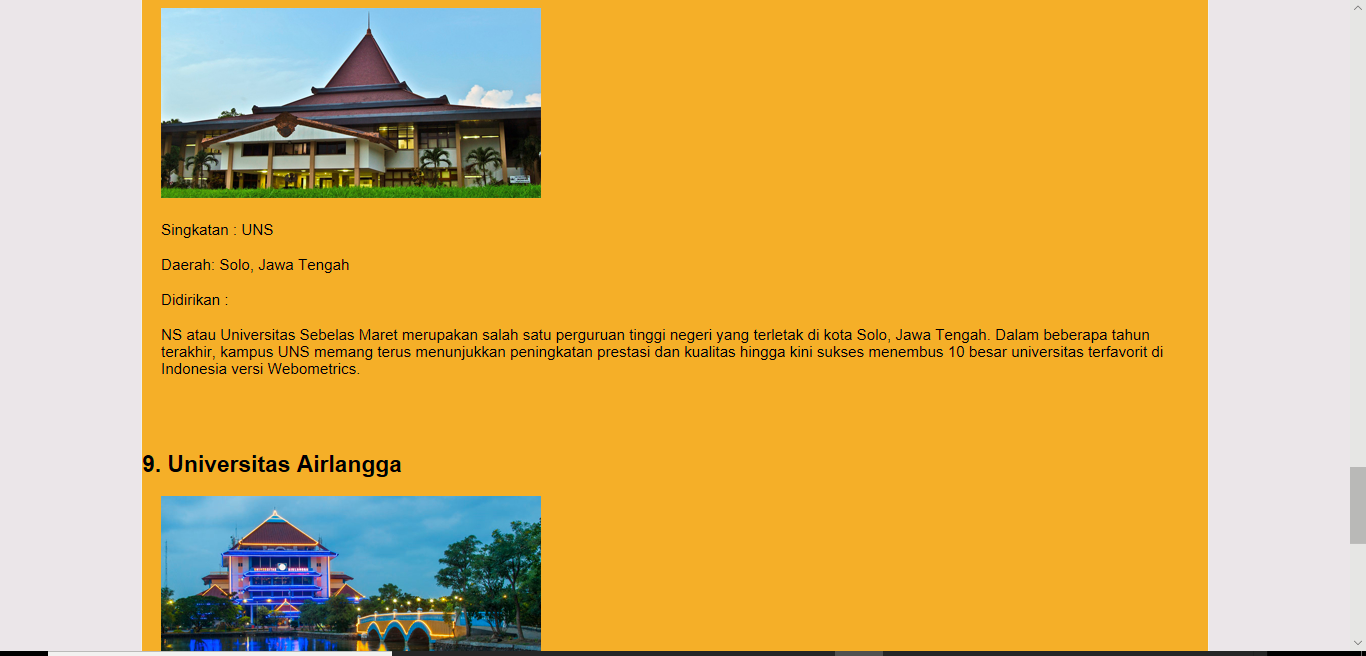 Singkatan : UNS
Daerah: Solo, Jawa Tengah
Didirikan :
NS atau Universitas Sebelas Maret merupakan salah satu perguruan tinggi negeri yang terletak di kota Solo, Jawa Tengah. Dalam beberapa tahun
terakhir, kampus UNS memang terus menunjukkan peningkatan prestasi dan kualitas hingga kini sukses menembus 10 besar universitas terfavorit di
Indonesia versi Webometrics.
9. Universitas Airlangga
UNIVERSITAS AIRLANGGA